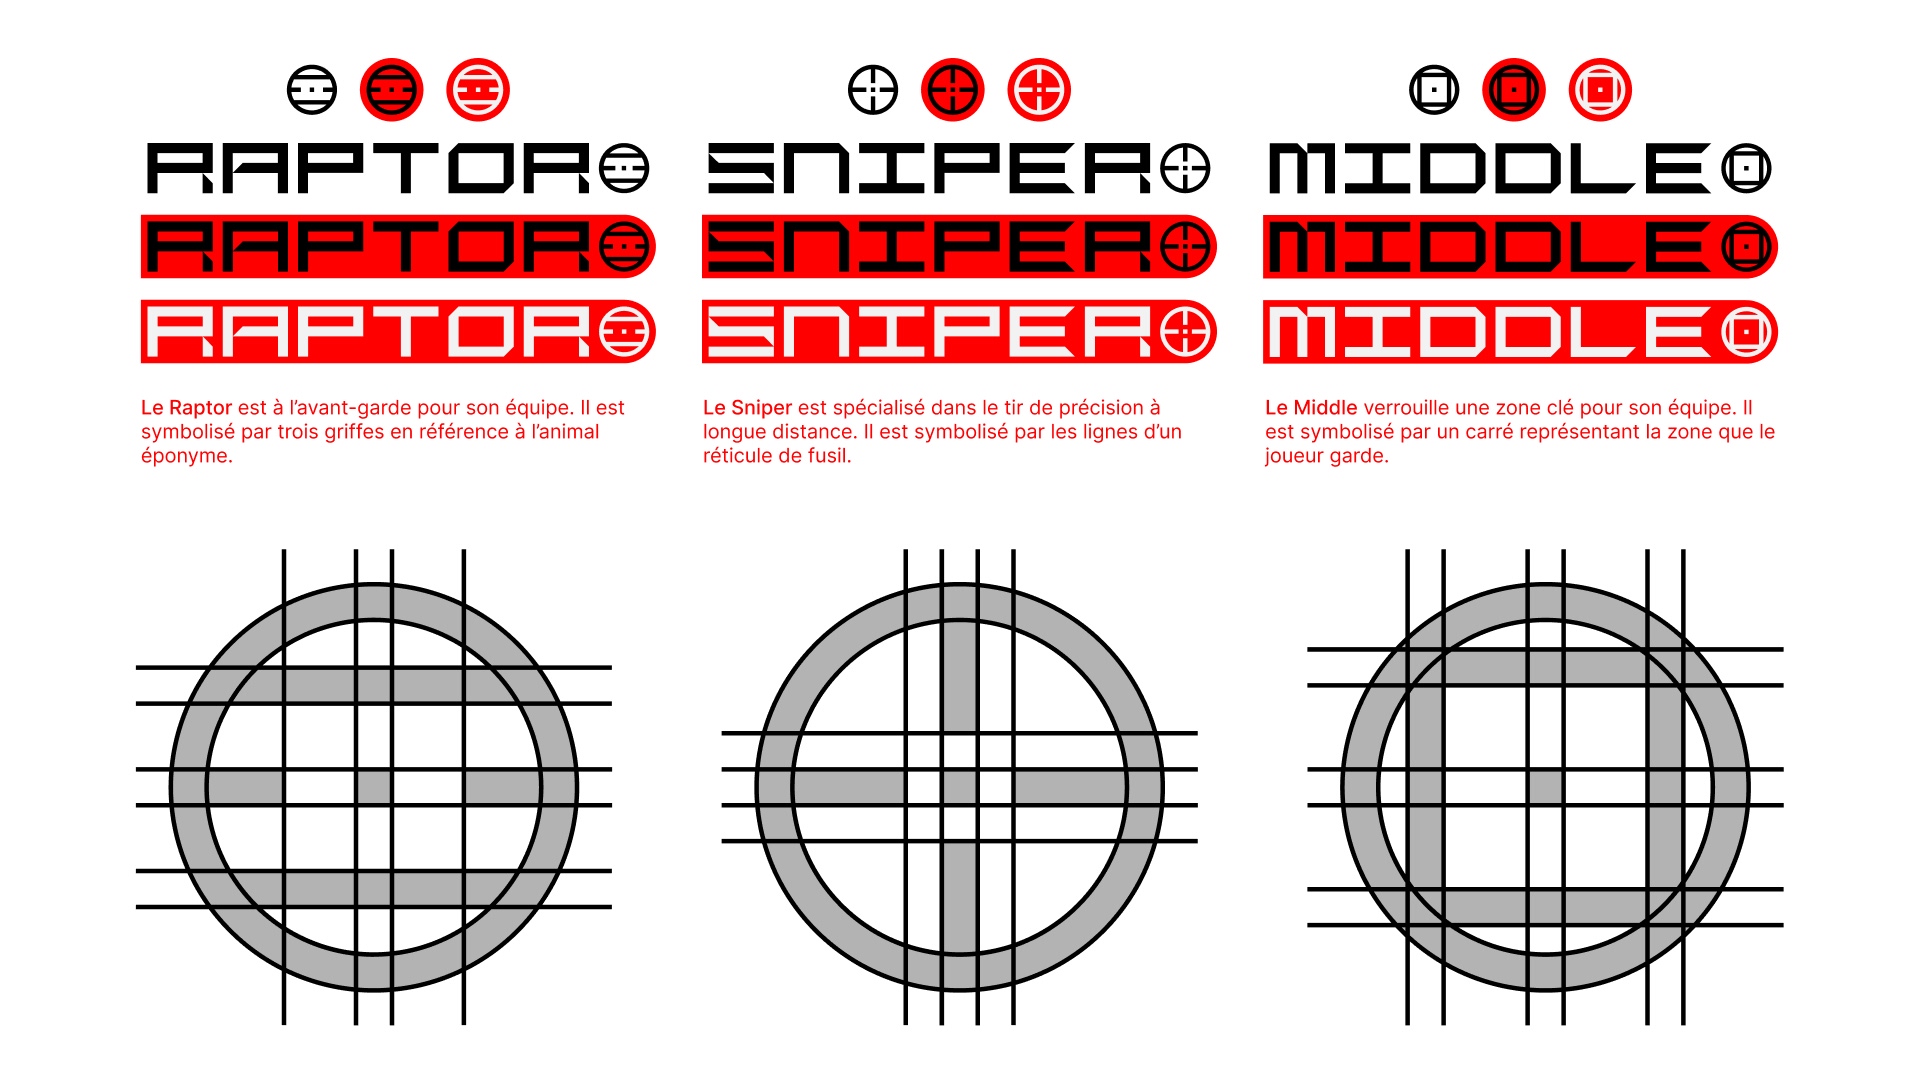 RAPTOR
RAPTOR
RAPTOR
Le Raptor est à l’avant-garde pour son équipe. Il est
symbolisé par trois griffes en référence à l’animal
éponyme.
SNIPER
SNIPER
SNIPER
Le Sniper est spécialisé dans le tir de précision à
longue distance. Il est symbolisé par les lignes d’un
réticule de fusil.
MIDDLE
MIDDLE
MIDDLE
Le Middle verrouille une zone clé pour son équipe. Il
est symbolisé par un carré représentant la zone que le
joueur garde.